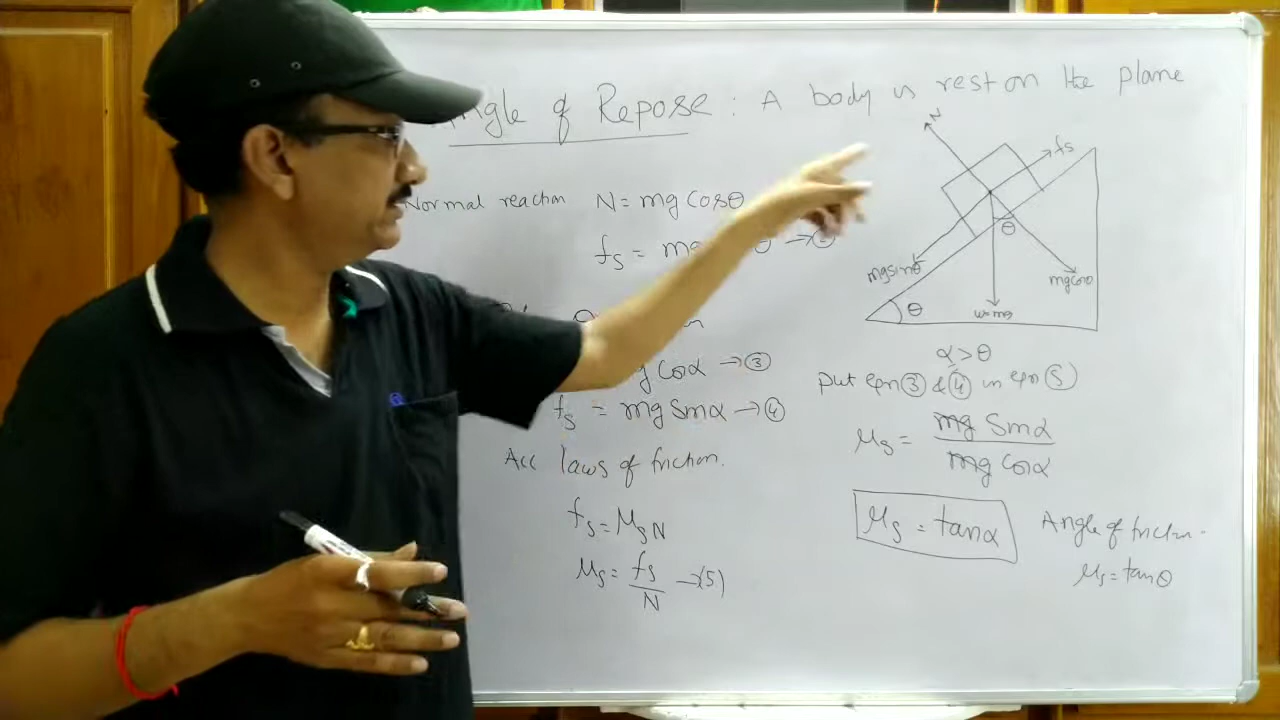 Angle of Repose : A body is rest on the plane
Normal reaction N = mg Cosθ
fs = mg
g Cosα → ③
fs = mg Sinα → ④
Acc laws of friction.
fs = μs N
μs = fs / N → (5)
N
fs
θ
mgsinθ
mgcosθ
θ
w=mg
α > θ
put eqn ③ & ④ in eqn ⑤
μs = mg Sinα / mg Cosα
μs = tanα
Angle of friction.
μs = tanθ